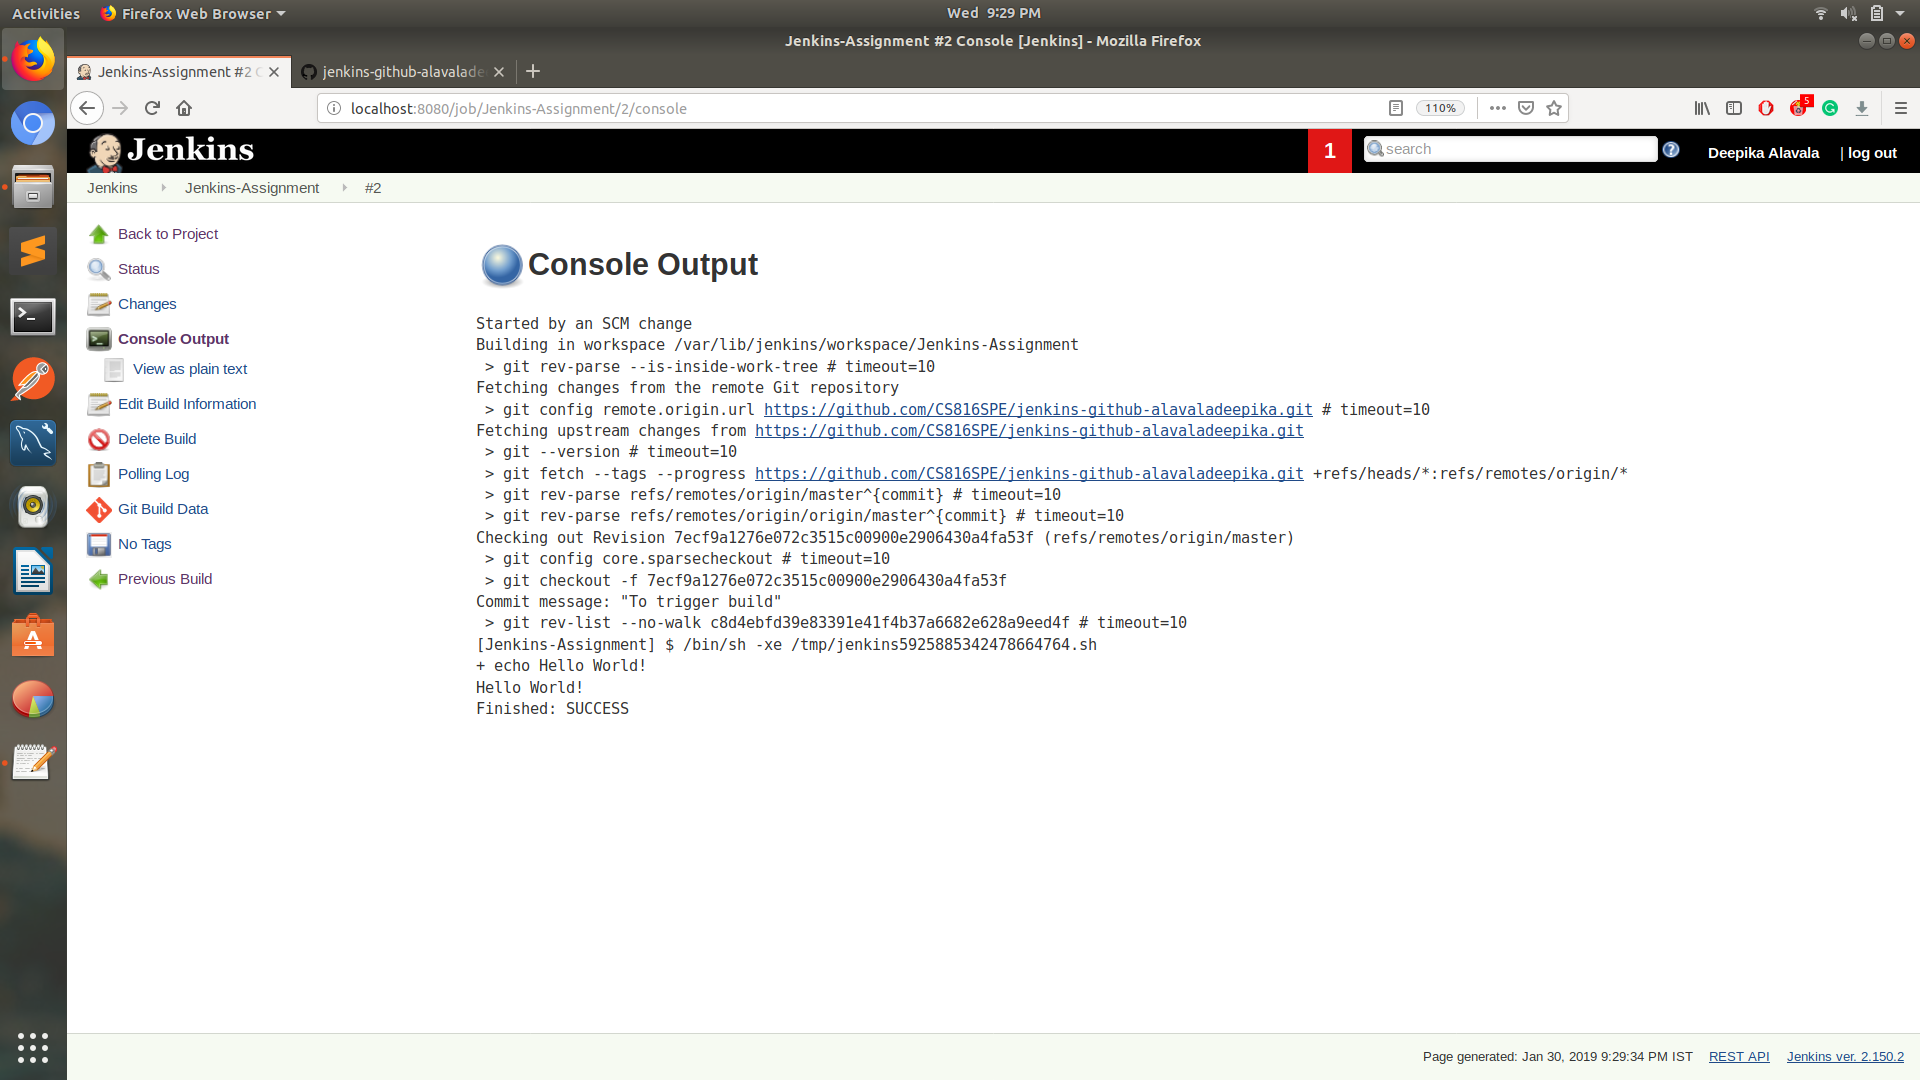 Activities Firefox Web Browser Wed 9:29 PM
Jenkins-Assignment #2 Console [Jenkins] - Mozilla Firefox
Jenkins-Assignment #2 C jenkins-github-alavalade
localhost:8080/job/Jenkins-Assignment/2/console 110% 5
Jenkins 1 search Deepika Alavala | log out
Jenkins Jenkins-Assignment #2
Back to Project
Status
Changes
Console Output
View as plain text
Edit Build Information
Delete Build
Polling Log
Git Build Data
No Tags
Previous Build
Console Output
Started by an SCM change
Building in workspace /var/lib/jenkins/workspace/Jenkins-Assignment
> git rev-parse --is-inside-work-tree # timeout=10
Fetching changes from the remote Git repository
> git config remote.origin.url https://github.com/CS816SPE/jenkins-github-alavaladeepika.git # timeout=10
Fetching upstream changes from https://github.com/CS816SPE/jenkins-github-alavaladeepika.git
> git --version # timeout=10
> git fetch --tags --progress https://github.com/CS816SPE/jenkins-github-alavaladeepika.git +refs/heads/*:refs/remotes/origin/*
> git rev-parse refs/remotes/origin/master^{commit} # timeout=10
> git rev-parse refs/remotes/origin/origin/master^{commit} # timeout=10
Checking out Revision 7ecf9a1276e072c3515c00900e2906430a4fa53f (refs/remotes/origin/master)
> git config core.sparsecheckout # timeout=10
> git checkout -f 7ecf9a1276e072c3515c00900e2906430a4fa53f
Commit message: "To trigger build"
> git rev-list --no-walk c8d4ebfd39e83391e41f4b37a6682e628a9eed4f # timeout=10
[Jenkins-Assignment] $ /bin/sh -xe /tmp/jenkins5925885342478664764.sh
+ echo Hello World!
Hello World!
Finished: SUCCESS
Page generated: Jan 30, 2019 9:29:34 PM IST REST API Jenkins ver. 2.150.2